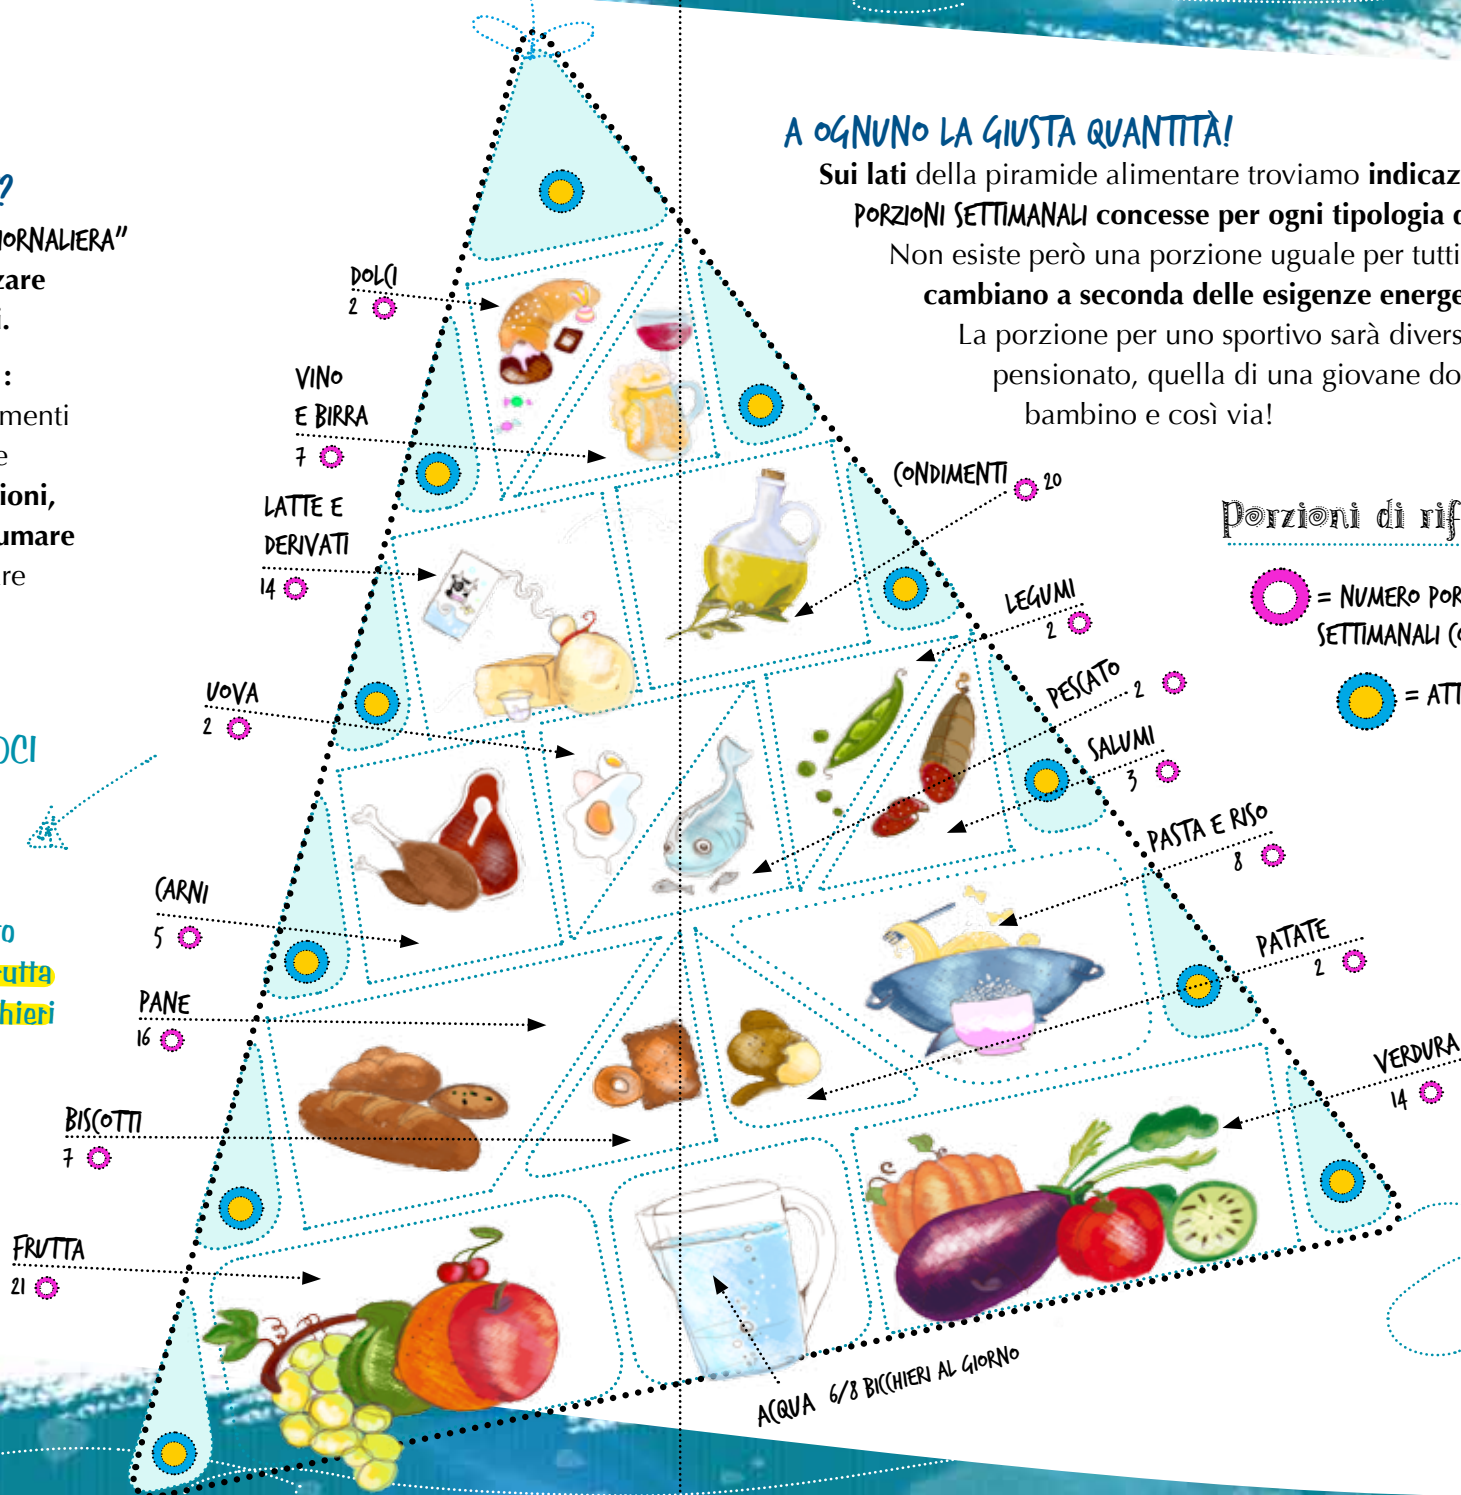 ?
IORNALIERA"
zare
i.
:
menti
e
ioni,
umare
re
OCI
to
utta
hieri
A OGNUNO LA GIUSTA QUANTITÀ!
Sui lati della piramide alimentare troviamo indicaz
PORZIONI SETTIMANALI concesse per ogni tipologia d
Non esiste però una porzione uguale per tutti
cambiano a seconda delle esigenze energe
La porzione per uno sportivo sarà divers
pensionato, quella di una giovane do
bambino e così via!
Porzioni di rif
= NUMERO POR
SETTIMANALI CO
= ATT
DOLCI
2
VINO
E BIRRA
7
LATTE E
DERIVATI
14
UOVA
2
CARNI
5
PANE
16
BISCOTTI
7
FRUTTA
21
CONDIMENTI 20
LEGUMI
2
PESCATO 2
SALUMI
3
PASTA E RISO
8
PATATE
2
VERDURA
14
ACQUA 6/8 BICCHIERI AL GIORNO